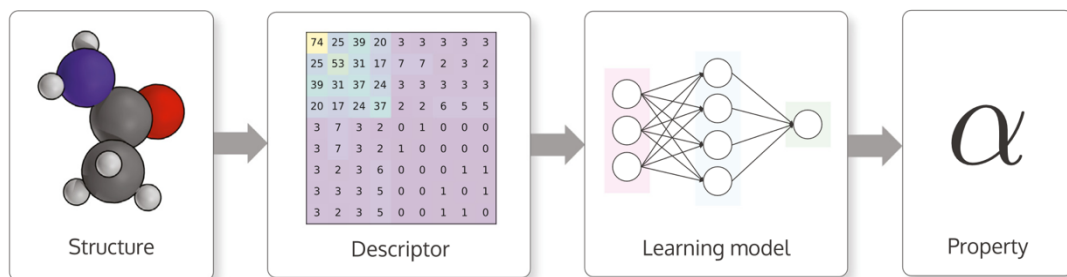 74 25 39 20 3 3 3 3 3
25 53 31 17 7 7 2 3 2
39 31 37 24 3 3 3 3 3
20 17 24 37 2 2 6 5 5
3 7 3 2 0 1 0 0 0
3 7 3 2 1 0 0 0 0
3 2 3 6 0 0 0 1 1
3 3 3 5 0 0 1 0 1
3 2 3 5 0 0 1 1 0
α
Structure
Descriptor
Learning model
Property